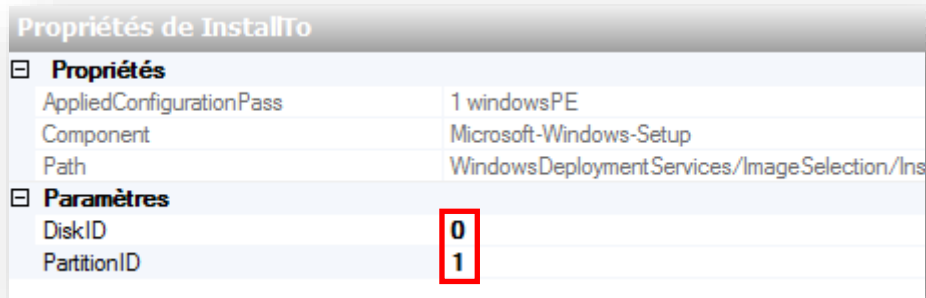 Propriétés de InstallTo
Propriétés
AppliedConfigurationPass 1 windowsPE
Component Microsoft-Windows-Setup
Path WindowsDeploymentServices/ImageSelection/Ins
Paramètres
DiskID 0
PartitionID 1